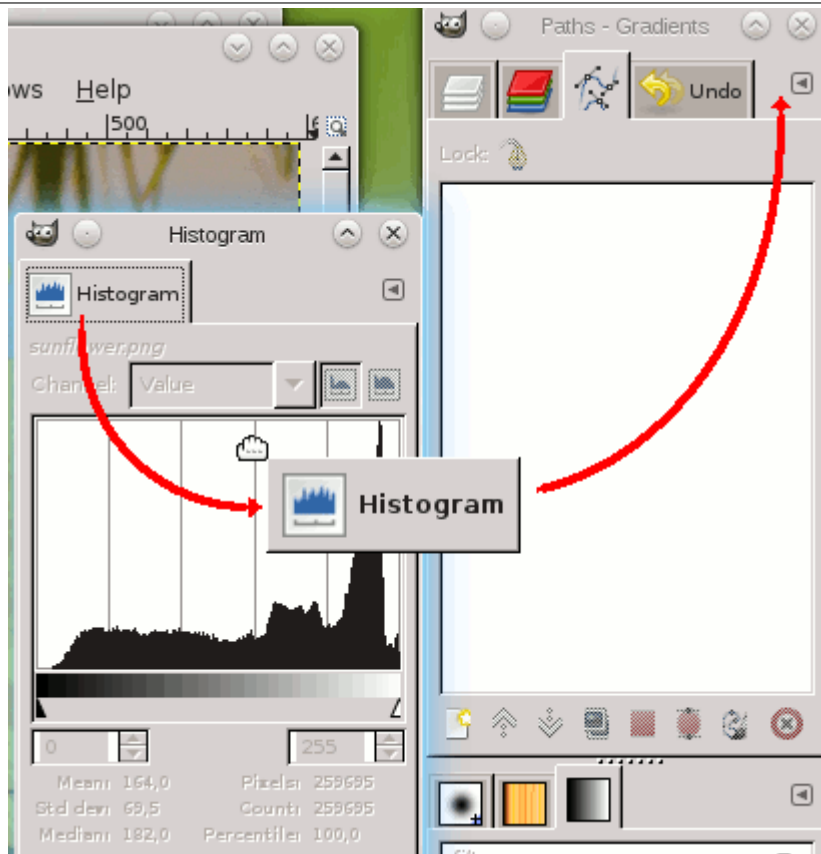 Paths - Gradients
ows Help
500
Undo
Lock:
Histogram
Histogram
sunflower.png
Channel: Value
Histogram
0 255
Mean: 164,0 Pixels: 259695
Std dev: 69,5 Count: 259695
Median: 182,0 Percentile: 100,0